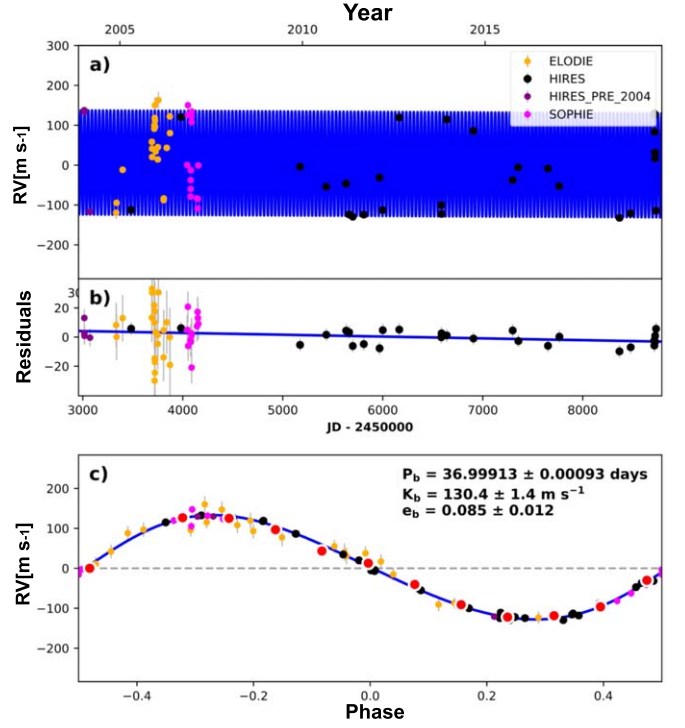 Year
2005 2010 2015
300
a)
ELODIE
HIRES
HIRES_PRE_2004
SOPHIE
200
100
0
−100
−200
RV[m s-1]
30
b)
20
0
−20
Residuals
3000 4000 5000 6000 7000 8000
JD - 2450000
c)
P_b = 36.99913 ± 0.00093 days
K_b = 130.4 ± 1.4 m s⁻¹
e_b = 0.085 ± 0.012
200
100
0
−100
−200
RV[m s-1]
−0.4 −0.2 0.0 0.2 0.4
Phase